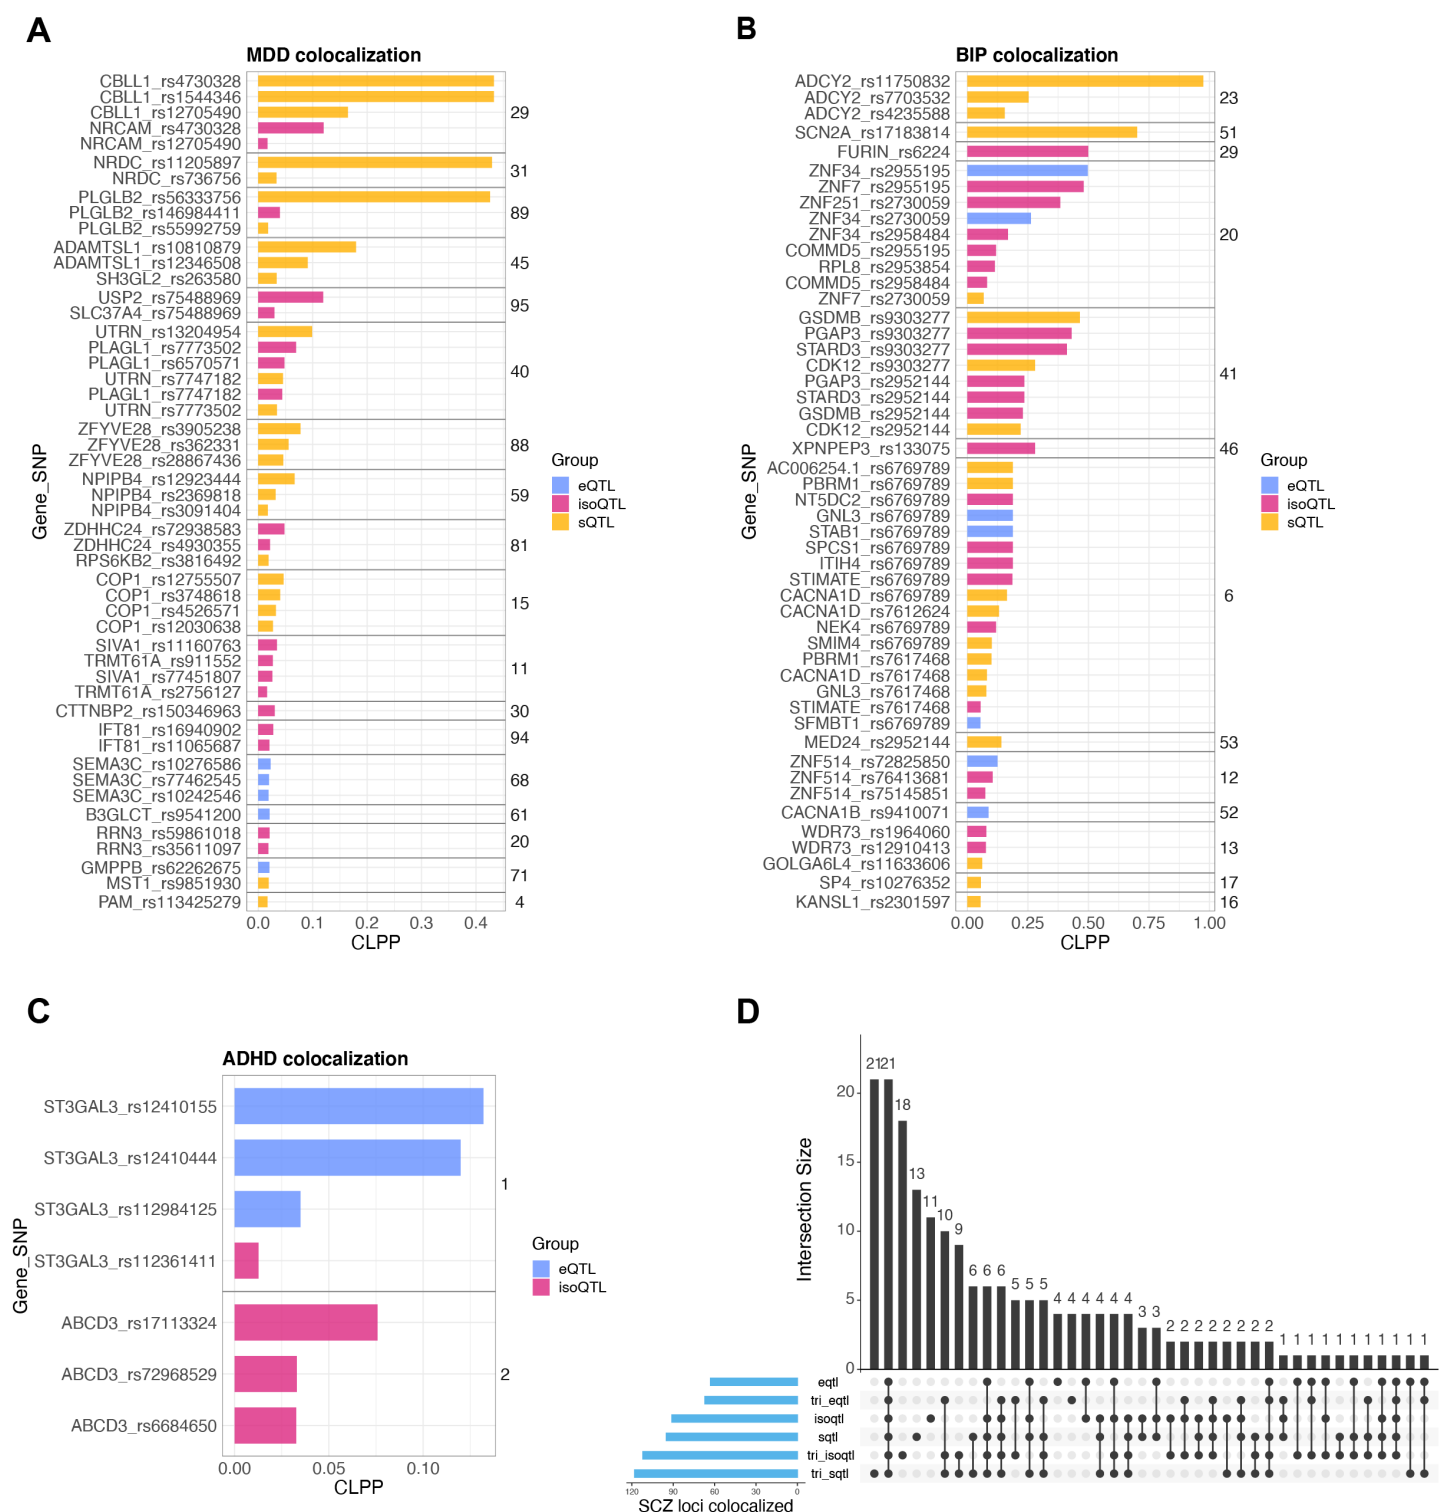 A
MDD colocalization
CBLL1_rs4730328
CBLL1_rs1544346
CBLL1_rs12705490
NRCAM_rs4730328
NRCAM_rs12705490
29
NRDC_rs11205897
NRDC_rs736756
31
PLGLB2_rs56333756
PLGLB2_rs146984411
PLGLB2_rs55992759
89
ADAMTSL1_rs10810879
ADAMTSL1_rs12346508
SH3GL2_rs263580
45
USP2_rs75488969
SLC37A4_rs75488969
95
UTRN_rs13204954
PLAGL1_rs7773502
PLAGL1_rs6570571
UTRN_rs7747182
PLAGL1_rs7747182
UTRN_rs7773502
40
ZFYVE28_rs3905238
ZFYVE28_rs362331
ZFYVE28_rs28867436
88
NPIPB4_rs12923444
NPIPB4_rs2369818
NPIPB4_rs3091404
59
ZDHHC24_rs72938583
ZDHHC24_rs4930355
RPS6KB2_rs3816492
81
COP1_rs12755507
COP1_rs3748618
COP1_rs4526571
COP1_rs12030638
15
SIVA1_rs11160763
TRMT61A_rs911552
SIVA1_rs77451807
TRMT61A_rs2756127
11
CTTNBP2_rs150346963
30
IFT81_rs16940902
IFT81_rs11065687
94
SEMA3C_rs10276586
SEMA3C_rs77462545
SEMA3C_rs10242546
68
B3GLCT_rs9541200
61
RRN3_rs59861018
RRN3_rs35611097
20
GMPPB_rs62262675
MST1_rs9851930
71
PAM_rs113425279
4
0.0 0.1 0.2 0.3 0.4
CLPP
Gene_SNP
Group
eQTL
isoQTL
sQTL
B
BIP colocalization
ADCY2_rs11750832
ADCY2_rs7703532
ADCY2_rs4235588
23
SCN2A_rs17183814
51
FURIN_rs6224
29
ZNF34_rs2955195
ZNF7_rs2955195
ZNF251_rs2730059
ZNF34_rs2730059
ZNF34_rs2958484
COMMD5_rs2955195
RPL8_rs2953854
COMMD5_rs2958484
ZNF7_rs2730059
20
GSDMB_rs9303277
PGAP3_rs9303277
STARD3_rs9303277
CDK12_rs9303277
PGAP3_rs2952144
STARD3_rs2952144
GSDMB_rs2952144
CDK12_rs2952144
41
XPNPEP3_rs133075
46
AC006254.1_rs6769789
PBRM1_rs6769789
NT5DC2_rs6769789
GNL3_rs6769789
STAB1_rs6769789
SPCS1_rs6769789
ITIH4_rs6769789
STIMATE_rs6769789
CACNA1D_rs6769789
CACNA1D_rs7612624
NEK4_rs6769789
SMIM4_rs6769789
PBRM1_rs7617468
CACNA1D_rs7617468
GNL3_rs7617468
STIMATE_rs7617468
SFMBT1_rs6769789
6
MED24_rs2952144
53
ZNF514_rs72825850
ZNF514_rs76413681
ZNF514_rs75145851
12
CACNA1B_rs9410071
52
WDR73_rs1964060
WDR73_rs12910413
GOLGA6L4_rs11633606
13
SP4_rs10276352
17
KANSL1_rs2301597
16
0.00 0.25 0.50 0.75 1.00
CLPP
Gene_SNP
Group
eQTL
isoQTL
sQTL
C
ADHD colocalization
ST3GAL3_rs12410155
ST3GAL3_rs12410444
ST3GAL3_rs112984125
ST3GAL3_rs112361411
1
ABCD3_rs17113324
ABCD3_rs72968529
ABCD3_rs6684650
2
0.00 0.05 0.10
CLPP
Gene_SNP
Group
eQTL
isoQTL
D
Intersection Size
20
15
10
5
0
21 21 18 13 11 10 9 6 6 6 5 5 5 4 4 4 4 4 4 3 3 2 2 2 2 2 2 2 2 1 1 1 1 1 1 1 1 1 1 1
eqtl
tri_eqtl
isoqtl
sqtl
tri_isoqtl
tri_sqtl
120 90 60 30 0
SCZ loci colocalized